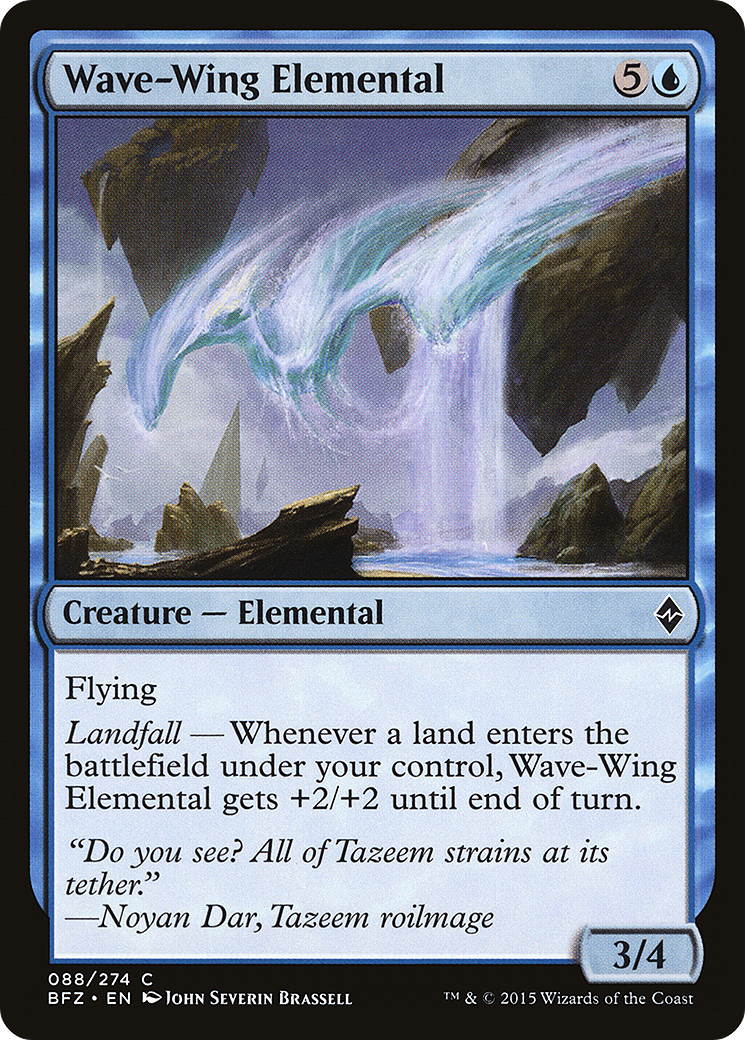 Wave-Wing Elemental 5
Creature — Elemental
Flying
Landfall — Whenever a land enters the
battlefield under your control, Wave-Wing
Elemental gets +2/+2 until end of turn.
“Do you see? All of Tazeem strains at its
tether.”
—Noyan Dar, Tazeem roilmage
3/4
088/274 C
BFZ • EN John Severin Brassell ™ & © 2015 Wizards of the Coast